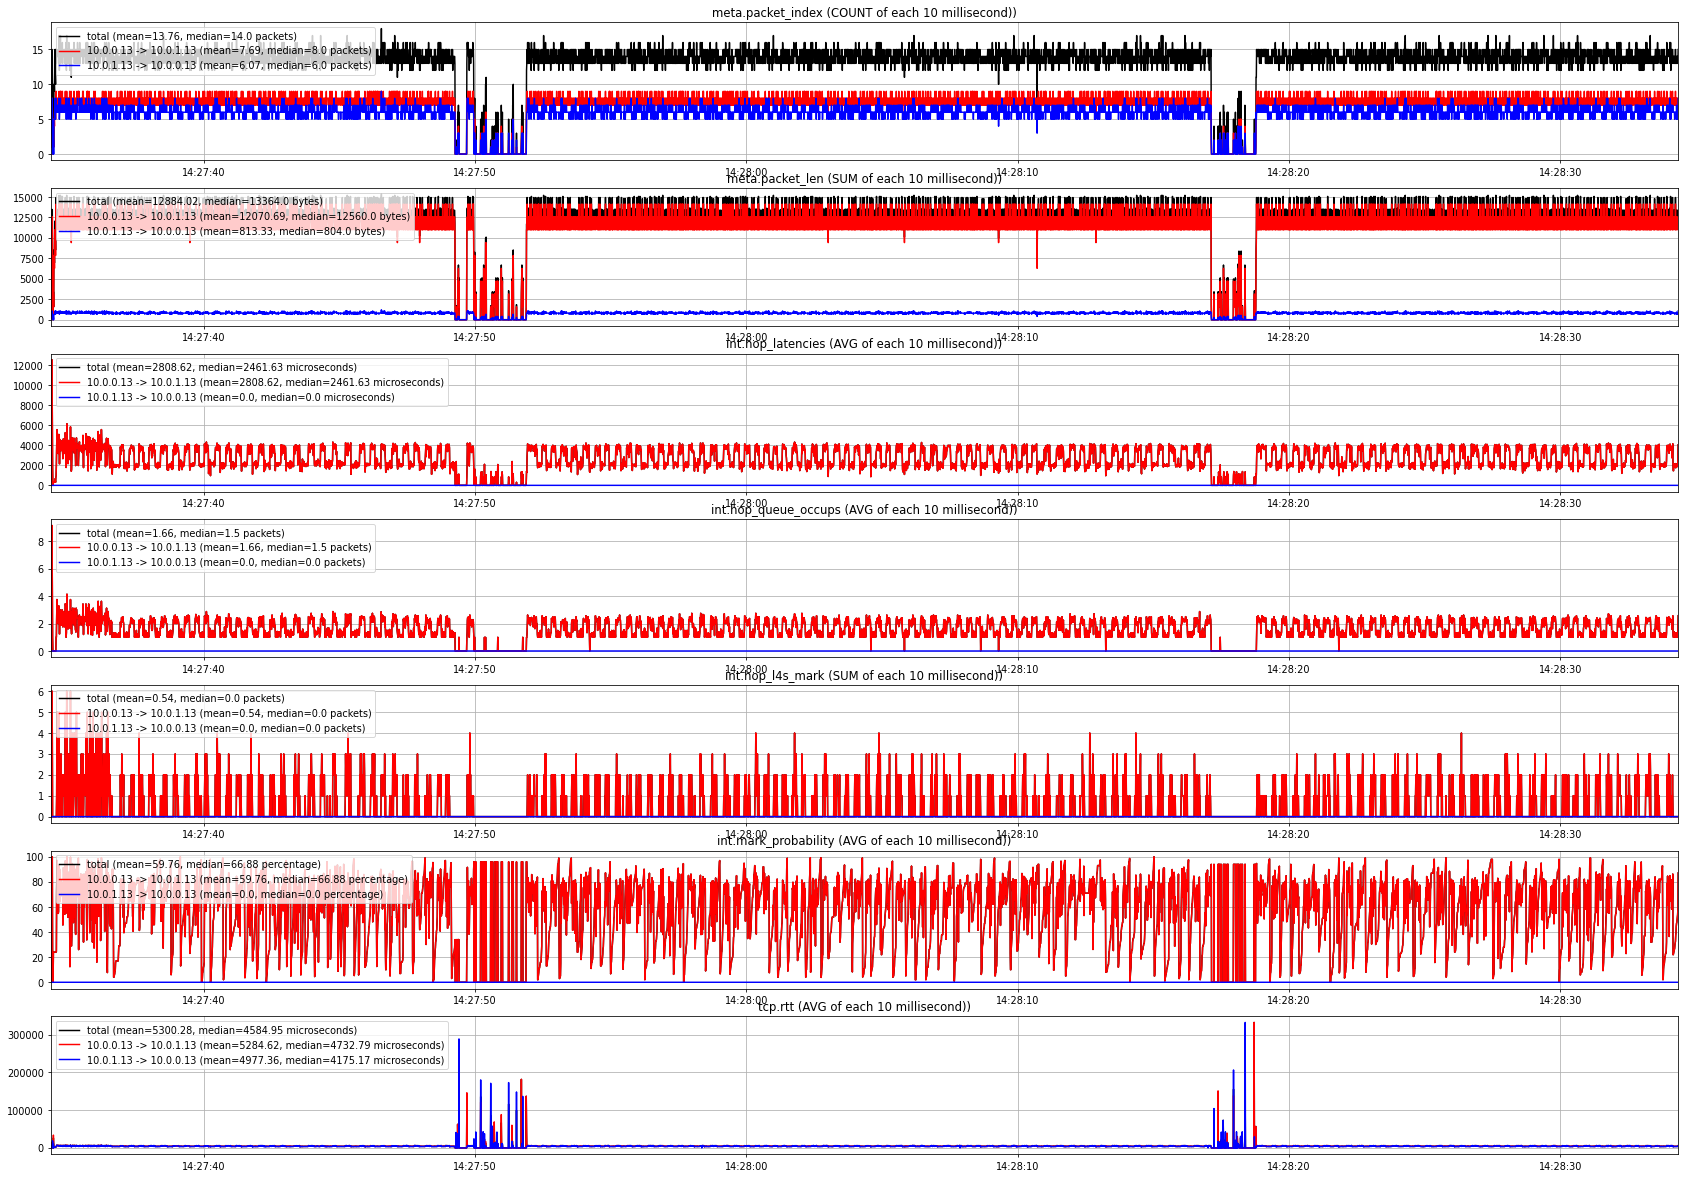 meta.packet_index (COUNT of each 10 millisecond))
total (mean=13.76, median=14.0 packets)
10.0.0.13 -> 10.0.1.13 (mean=7.69, median=8.0 packets)
10.0.1.13 -> 10.0.0.13 (mean=6.07, median=6.0 packets)
15
10
5
0
14:27:40 14:27:50 14:28:00 14:28:10 14:28:20 14:28:30
meta.packet_len (SUM of each 10 millisecond))
total (mean=12884.02, median=13364.0 bytes)
10.0.0.13 -> 10.0.1.13 (mean=12070.69, median=12560.0 bytes)
10.0.1.13 -> 10.0.0.13 (mean=813.33, median=804.0 bytes)
15000
12500
10000
7500
5000
2500
0
14:27:40 14:27:50 14:28:00 14:28:10 14:28:20 14:28:30
int.hop_latencies (AVG of each 10 millisecond))
total (mean=2808.62, median=2461.63 microseconds)
10.0.0.13 -> 10.0.1.13 (mean=2808.62, median=2461.63 microseconds)
10.0.1.13 -> 10.0.0.13 (mean=0.0, median=0.0 microseconds)
12000
10000
8000
6000
4000
2000
0
14:27:40 14:27:50 14:28:00 14:28:10 14:28:20 14:28:30
int.hop_queue_occups (AVG of each 10 millisecond))
total (mean=1.66, median=1.5 packets)
10.0.0.13 -> 10.0.1.13 (mean=1.66, median=1.5 packets)
10.0.1.13 -> 10.0.0.13 (mean=0.0, median=0.0 packets)
8
6
4
2
0
14:27:40 14:27:50 14:28:00 14:28:10 14:28:20 14:28:30
int.hop_l4s_mark (SUM of each 10 millisecond))
total (mean=0.54, median=0.0 packets)
10.0.0.13 -> 10.0.1.13 (mean=0.54, median=0.0 packets)
10.0.1.13 -> 10.0.0.13 (mean=0.0, median=0.0 packets)
6
5
4
3
2
1
0
14:27:40 14:27:50 14:28:00 14:28:10 14:28:20 14:28:30
int.mark_probability (AVG of each 10 millisecond))
total (mean=59.76, median=66.88 percentage)
10.0.0.13 -> 10.0.1.13 (mean=59.76, median=66.88 percentage)
10.0.1.13 -> 10.0.0.13 (mean=0.0, median=0.0 percentage)
100
80
60
40
20
0
14:27:40 14:27:50 14:28:00 14:28:10 14:28:20 14:28:30
tcp.rtt (AVG of each 10 millisecond))
total (mean=5300.28, median=4584.95 microseconds)
10.0.0.13 -> 10.0.1.13 (mean=5284.62, median=4732.79 microseconds)
10.0.1.13 -> 10.0.0.13 (mean=4977.36, median=4175.17 microseconds)
300000
200000
100000
0
14:27:40 14:27:50 14:28:00 14:28:10 14:28:20 14:28:30